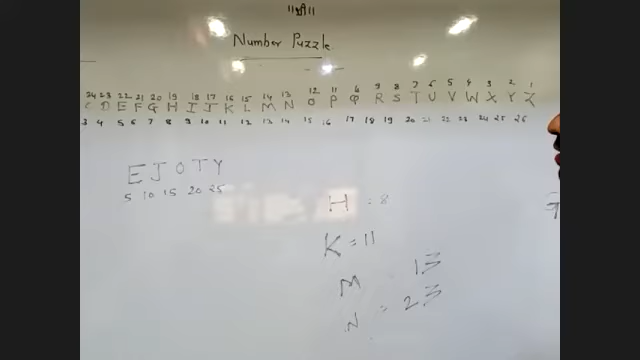 ॥श्री॥
Number Puzzle
24 23 22 21 20 19 18 17 16 15 14 13 12 11 9 8 7 6 5 4 3 2 1
C D E F G H I J K L M N O P Q R S T U V W X Y Z
3 4 5 6 7 8 9 10 11 12 13 14 15 16 17 18 19 20 21 22 23 24 25 26
E J O T Y
5 10 15 20 25
H = 8
K = 11
M 13
N = 23